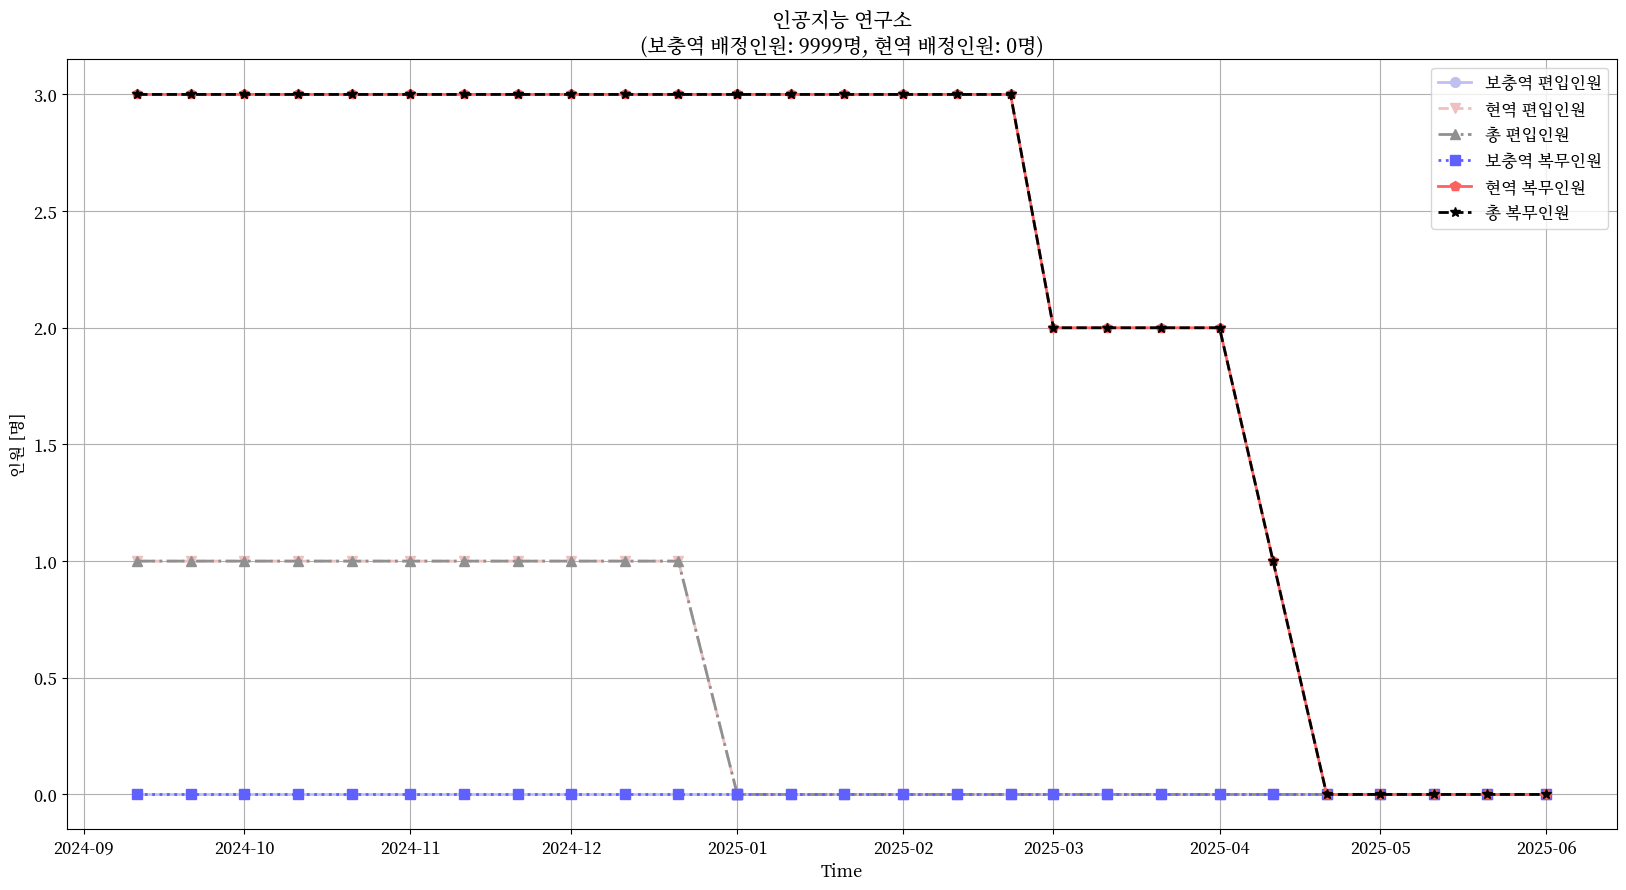 인공지능 연구소
(보충역 배정인원: 9999명, 현역 배정인원: 0명)
보충역 편입인원
현역 편입인원
총 편입인원
보충역 복무인원
현역 복무인원
총 복무인원
인원 [명]
3.0
2.5
2.0
1.5
1.0
0.5
0.0
2024-09
2024-10
2024-11
2024-12
2025-01
2025-02
2025-03
2025-04
2025-05
2025-06
Time